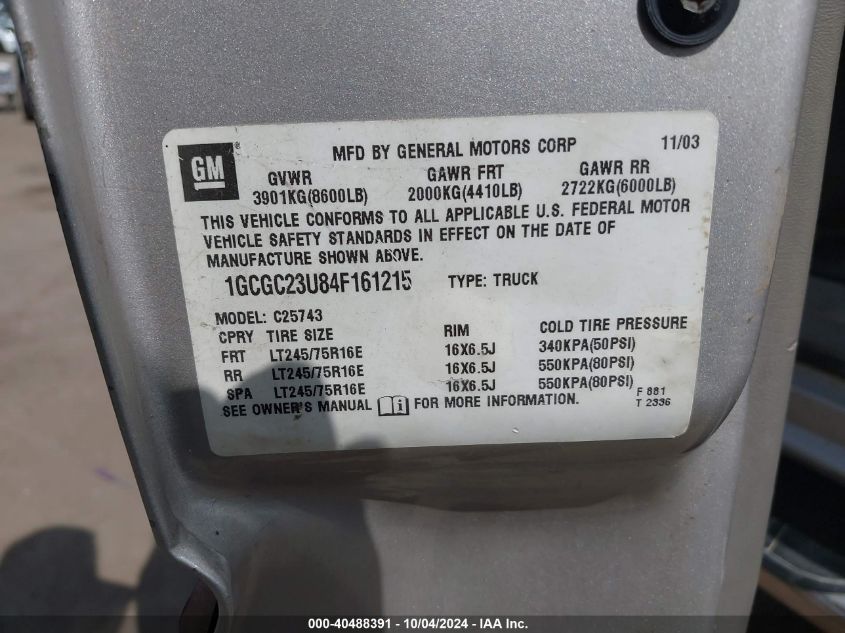 GM
MFD BY GENERAL MOTORS CORP 11/03
GVWR GAWR FRT GAWR RR
3901KG(8600LB) 2000KG(4410LB) 2722KG(6000LB)
THIS VEHICLE CONFORMS TO ALL APPLICABLE U.S. FEDERAL MOTOR
VEHICLE SAFETY STANDARDS IN EFFECT ON THE DATE OF
MANUFACTURE SHOWN ABOVE.
1GCGC23U84F161215 TYPE: TRUCK
MODEL: C25743
CPRY TIRE SIZE RIM COLD TIRE PRESSURE
FRT LT245/75R16E 16X6.5J 340KPA(50PSI)
RR LT245/75R16E 16X6.5J 550KPA(80PSI)
SPA LT245/75R16E 16X6.5J 550KPA(80PSI)
SEE OWNER'S MANUAL FOR MORE INFORMATION.
F 881
T 2336
000-40488391 - 10/04/2024 - IAA Inc.